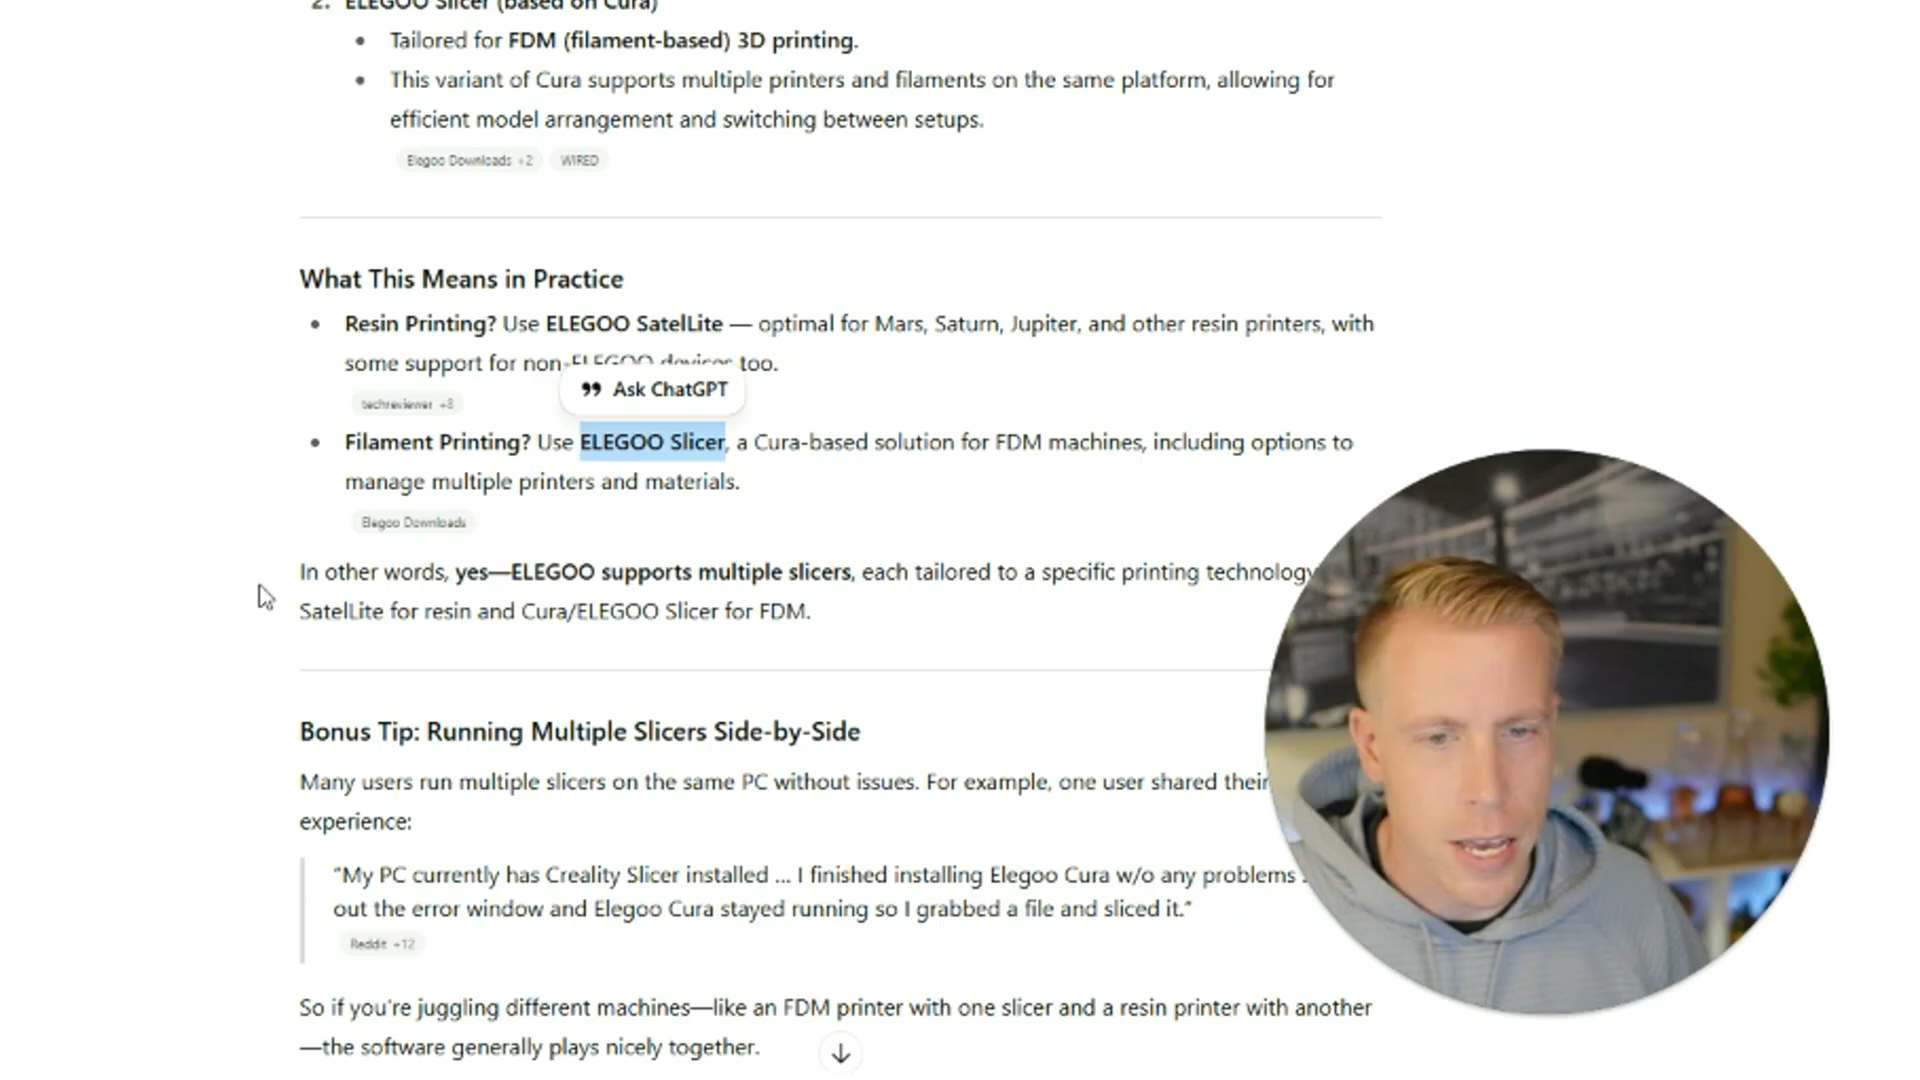 2. ELEGOO Slicer (based on Cura)
• Tailored for FDM (filament-based) 3D printing.
• This variant of Cura supports multiple printers and filaments on the same platform, allowing for
efficient model arrangement and switching between setups.
Elegoo Downloads +2 WIRED
What This Means in Practice
• Resin Printing? Use ELEGOO SatelLite — optimal for Mars, Saturn, Jupiter, and other resin printers, with
some support for non-ELEGOO devices too.
techreviewer +8
” Ask ChatGPT
• Filament Printing? Use ELEGOO Slicer, a Cura-based solution for FDM machines, including options to
manage multiple printers and materials.
Elegoo Downloads
In other words, yes—ELEGOO supports multiple slicers, each tailored to a specific printing technology
SatelLite for resin and Cura/ELEGOO Slicer for FDM.
Bonus Tip: Running Multiple Slicers Side-by-Side
Many users run multiple slicers on the same PC without issues. For example, one user shared their
experience:
“My PC currently has Creality Slicer installed ... I finished installing Elegoo Cura w/o any problems .
out the error window and Elegoo Cura stayed running so I grabbed a file and sliced it.”
Reddit +12
So if you're juggling different machines—like an FDM printer with one slicer and a resin printer with another
—the software generally plays nicely together.